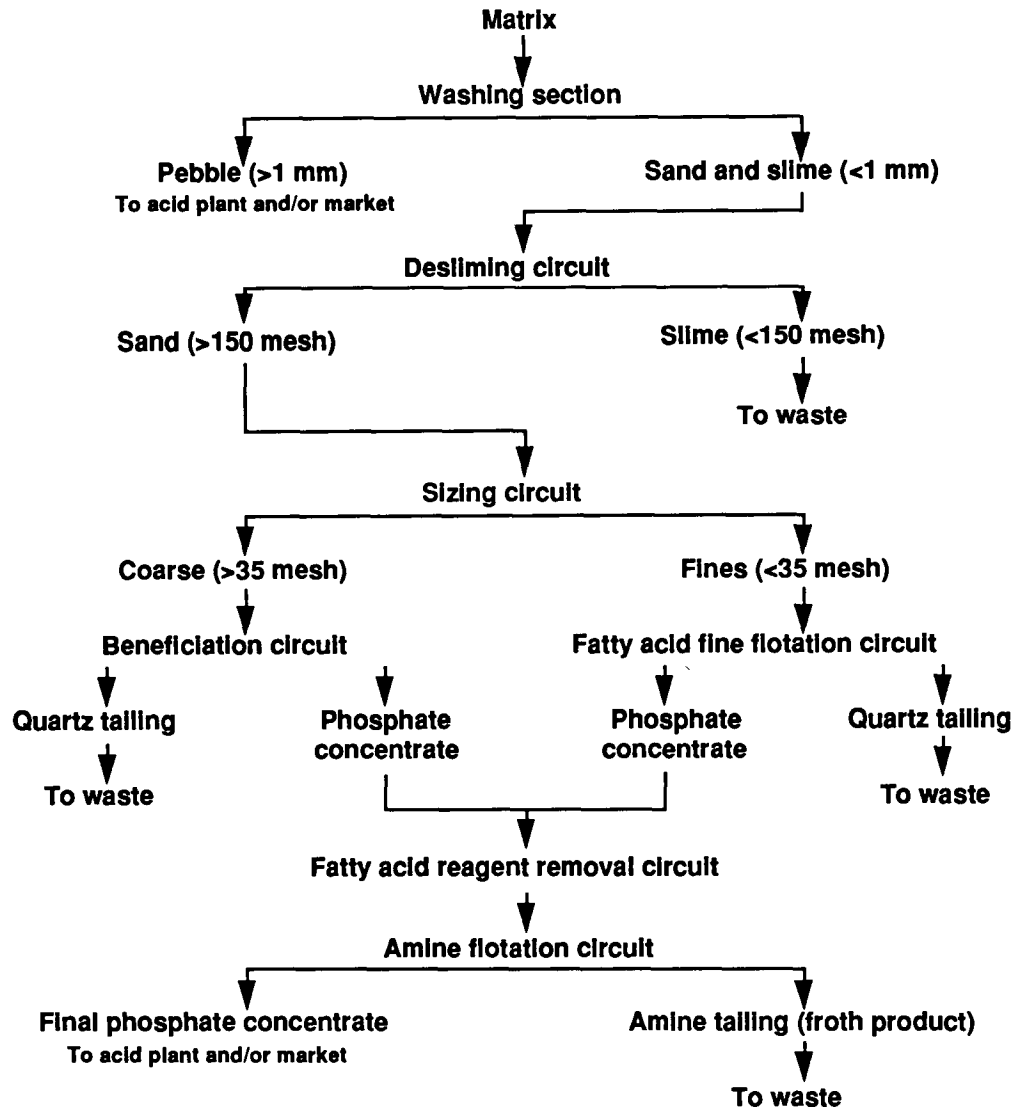 Matrix
Washing section
Pebble (>1 mm)
To acid plant and/or market
Sand and slime (<1 mm)
Desliming circuit
Sand (>150 mesh)
Slime (<150 mesh)
To waste
Sizing circuit
Coarse (>35 mesh)
Fines (<35 mesh)
Beneficiation circuit
Fatty acid fine flotation circuit
Quartz tailing
Phosphate
concentrate
Phosphate
concentrate
Quartz tailing
To waste
To waste
Fatty acid reagent removal circuit
Amine flotation circuit
Final phosphate concentrate
To acid plant and/or market
Amine tailing (froth product)
To waste